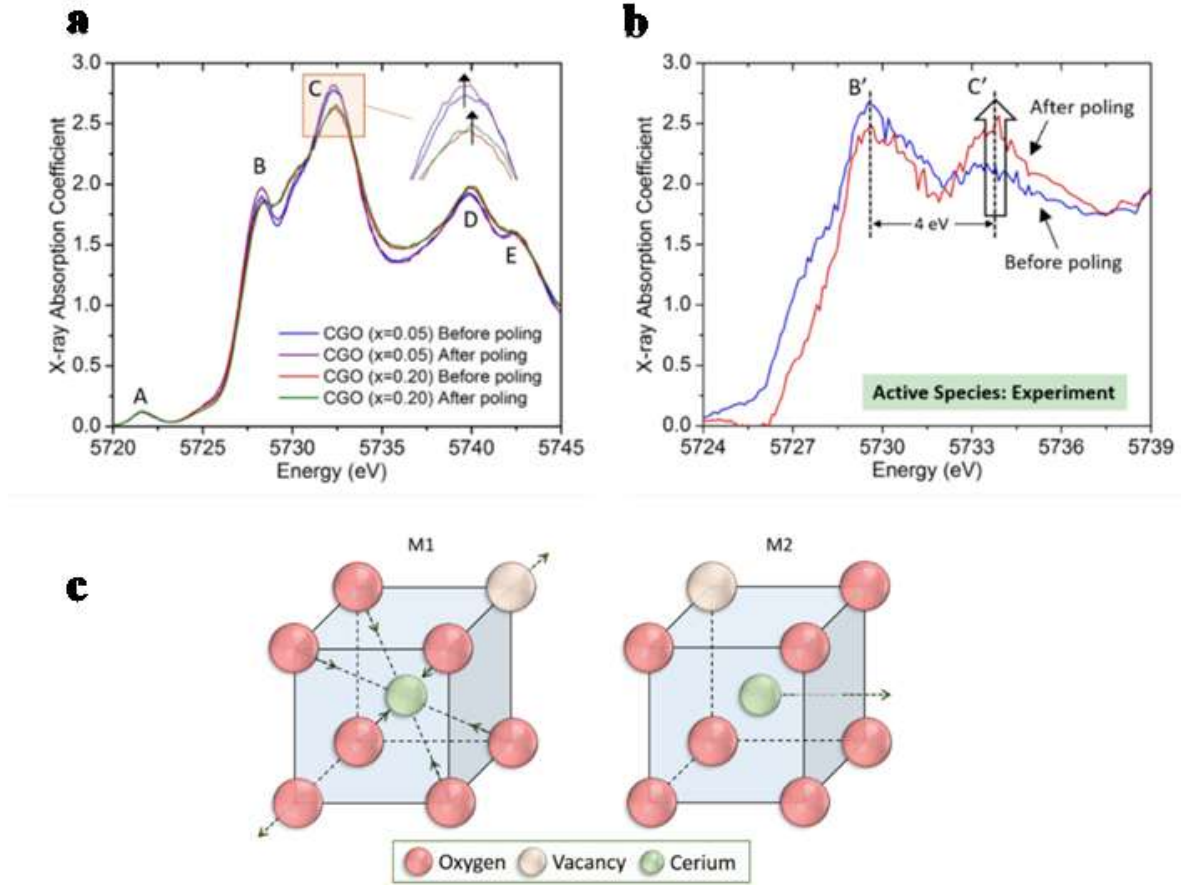 a
3.0
2.5
2.0
1.5
1.0
0.5
0.0
X-ray Absorption Coefficient
A
B
C
D
E
CGO (x=0.05) Before poling
CGO (x=0.05) After poling
CGO (x=0.20) Before poling
CGO (x=0.20) After poling
5720 5725 5730 5735 5740 5745
Energy (eV)
b
3.0
2.5
2.0
1.5
1.0
0.5
0.0
X-ray Absorption Coefficient
B′ C′
After poling
4 eV
Before poling
Active Species: Experiment
5724 5727 5730 5733 5736 5739
Energy (eV)
c
M1 M2
Oxygen Vacancy Cerium